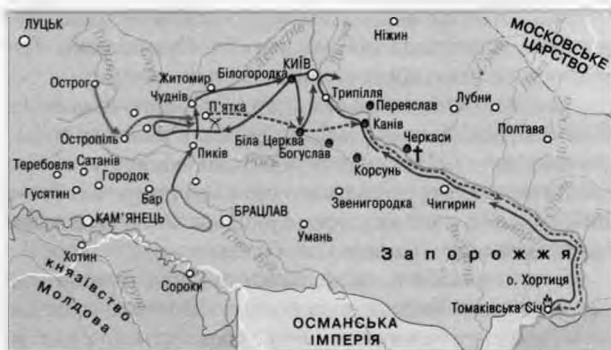 ЛУЦЬК
Ніжин
МОСКОВСЬКЕ
ЦАРСТВО
Острог
Житомир
Білогородка
КИЇВ
Чуднів
П'ятка
Трипілля
Переяслав
Лубни
Полтава
Остропіль
Біла Церква
Канів
Черкаси
Теребовля
Сатанів
Пиків
Рось
Богуслав
Корсунь
Гусятин
Городок
Бар
Звенигородка
Чигирин
КАМ'ЯНЕЦЬ
БРАЦЛАВ
Умань
Запорожжя
Хотин
князівство
Молдова
Сороки
о. Хортиця
Томаківська Січ
ОСМАНСЬКА
ІМПЕРІЯ